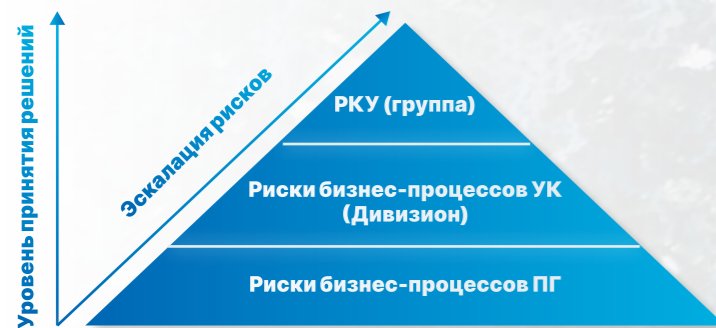 Уровень принятия решений
Эскалация рисков
РКУ (группа)
Риски бизнес-процессов УК
(Дивизион)
Риски бизнес-процессов ПГ